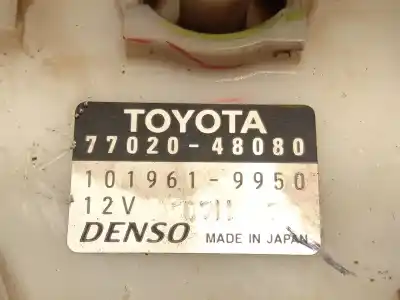 TOYOTA
77020-48080
101961-9950
12V
DENSO MADE IN JAPAN